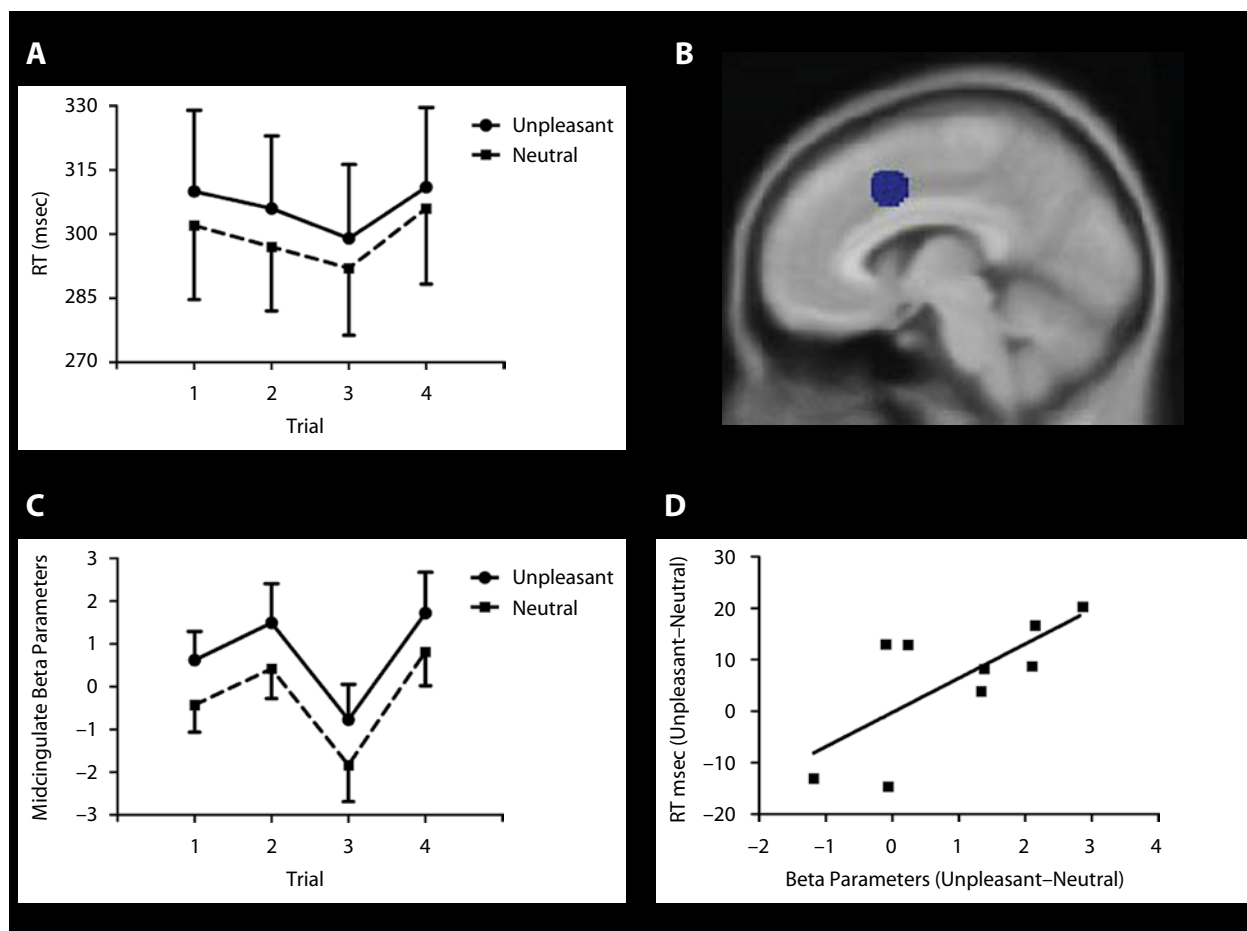 A
330
315
300
285
270
RT (msec)
1 2 3 4
Trial
Unpleasant
Neutral
B
C
3
2
1
0
–1
–2
–3
Midcingulate Beta Parameters
1 2 3 4
Trial
Unpleasant
Neutral
D
30
20
10
0
–10
–20
RT msec (Unpleasant–Neutral)
–2 –1 0 1 2 3 4
Beta Parameters (Unpleasant–Neutral)